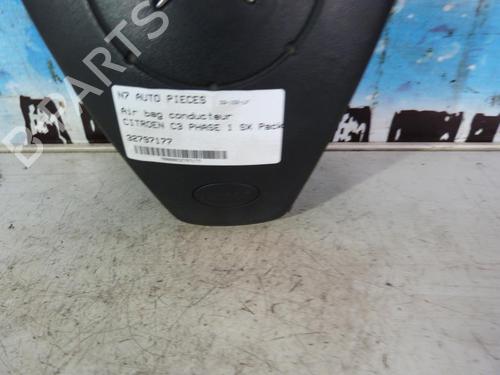 N7 AUTO PIECES
Air bag conducteur
CITROEN C3 PHASE 1 SX Pack
32797177
B-PARTS